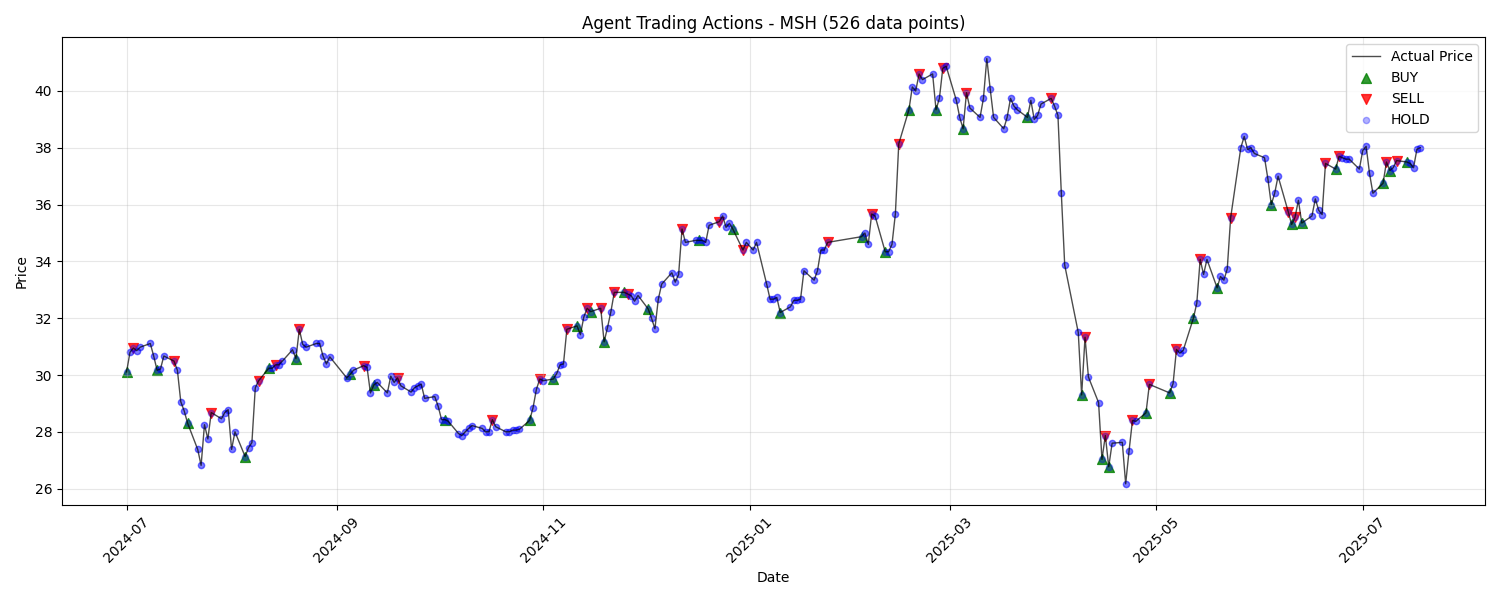 Agent Trading Actions - MSH (526 data points)
Actual Price
BUY
SELL
HOLD
Price
40
38
36
34
32
30
28
26
2024-07
2024-09
2024-11
2025-01
2025-03
2025-05
2025-07
Date